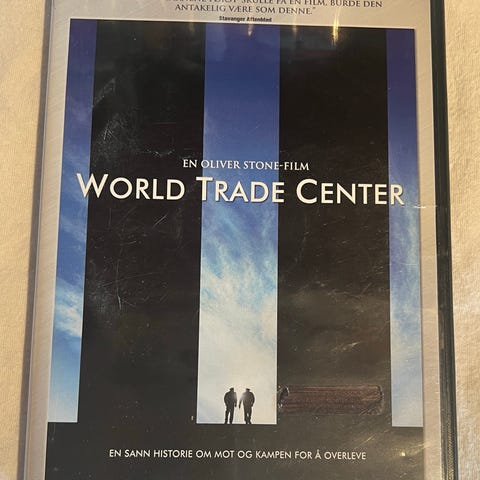 SKULLE PÅ EN FILM, BURDE DEN
ANTAKELIG VÆRE SOM DENNE."
Stavanger Aftenblad
EN OLIVER STONE-FILM
WORLD TRADE CENTER
EN SANN HISTORIE OM MOT OG KAMPEN FOR Å OVERLEVE